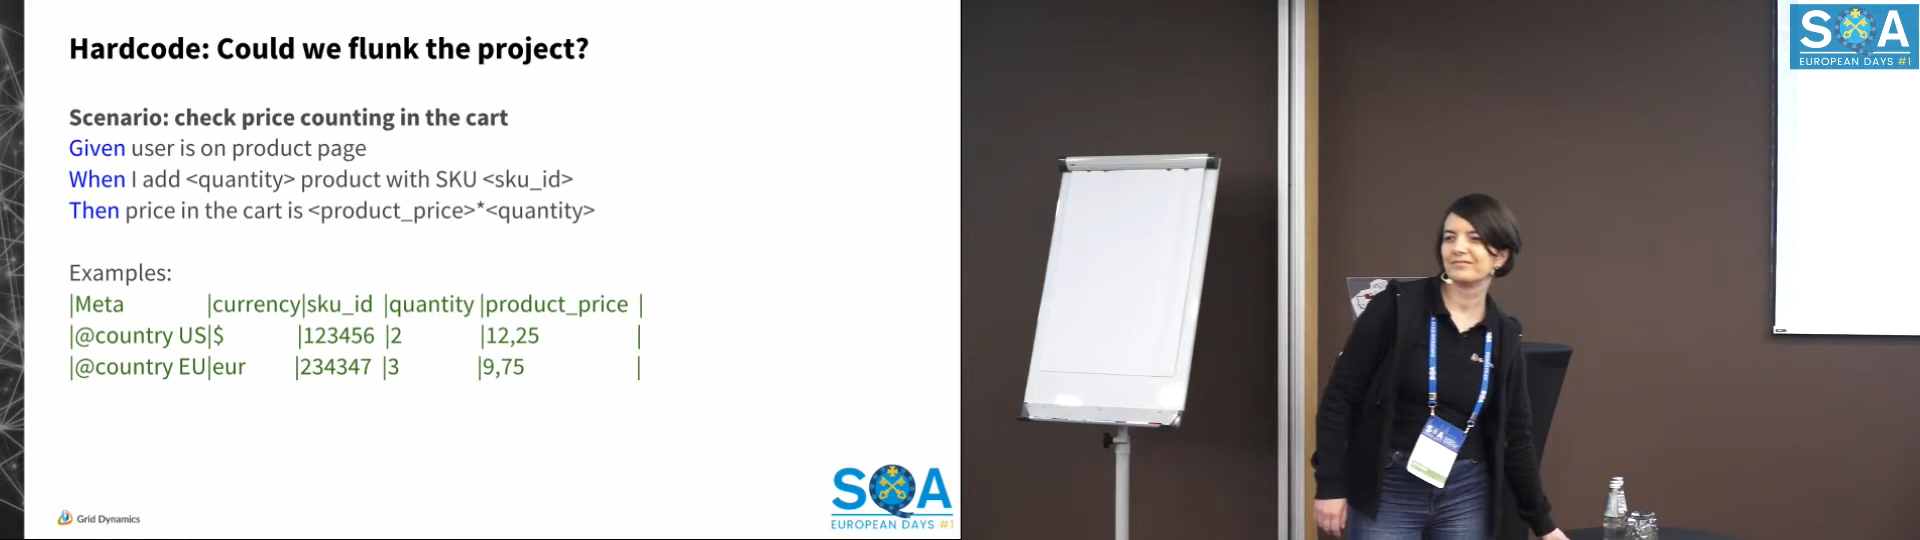 Hardcode: Could we flunk the project?
Scenario: check price counting in the cart
Given user is on product page
When I add <quantity> product with SKU <sku_id>
Then price in the cart is <product_price>*<quantity>
Examples:
|Meta |currency|sku_id |quantity |product_price |
|@country US|$ |123456 |2 |12,25 |
|@country EU|eur |234347 |3 |9,75 |
Grid Dynamics
SQA
EUROPEAN DAYS #1
SQA
EUROPEAN DAYS #1
SQA